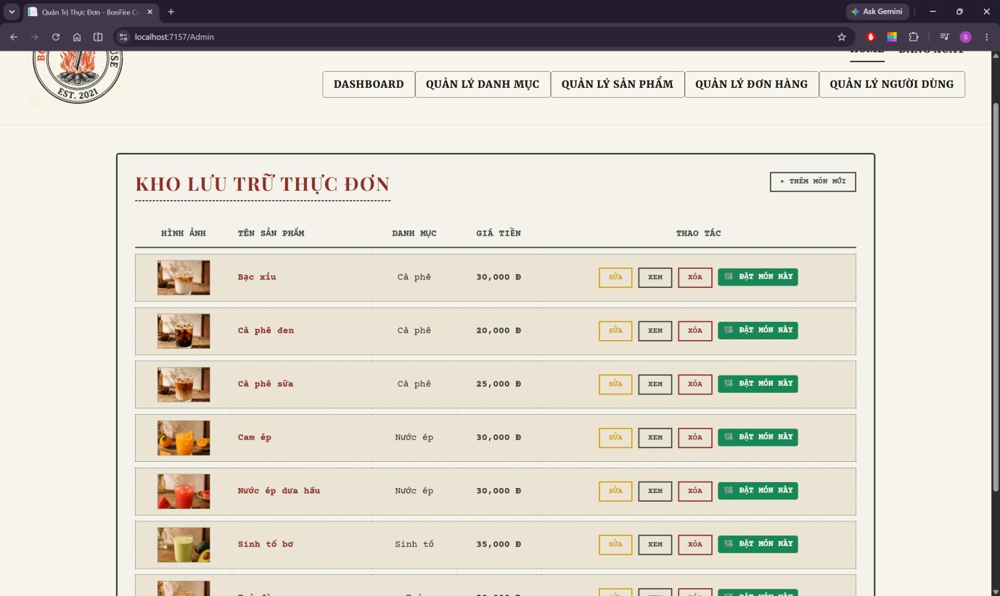 Quản Trị Thực Đơn - BonFire Co
Ask Gemini
localhost:7157/Admin
S
HOME ĐĂNG XUẤT
EST. 2021
DASHBOARD QUẢN LÝ DANH MỤC QUẢN LÝ SẢN PHẨM QUẢN LÝ ĐƠN HÀNG QUẢN LÝ NGƯỜI DÙNG
KHO LƯU TRỮ THỰC ĐƠN
+ THÊM MÓN MỚI
HÌNH ẢNH TÊN SẢN PHẨM DANH MỤC GIÁ TIỀN THAO TÁC
Bạc xỉu Cà phê 30,000 Đ SỬA XEM XÓA ĐẶT MÓN NÀY
Cà phê đen Cà phê 20,000 Đ SỬA XEM XÓA ĐẶT MÓN NÀY
Cà phê sữa Cà phê 25,000 Đ SỬA XEM XÓA ĐẶT MÓN NÀY
Cam ép Nước ép 30,000 Đ SỬA XEM XÓA ĐẶT MÓN NÀY
Nước ép dưa hấu Nước ép 30,000 Đ SỬA XEM XÓA ĐẶT MÓN NÀY
Sinh tố bơ Sinh tố 35,000 Đ SỬA XEM XÓA ĐẶT MÓN NÀY